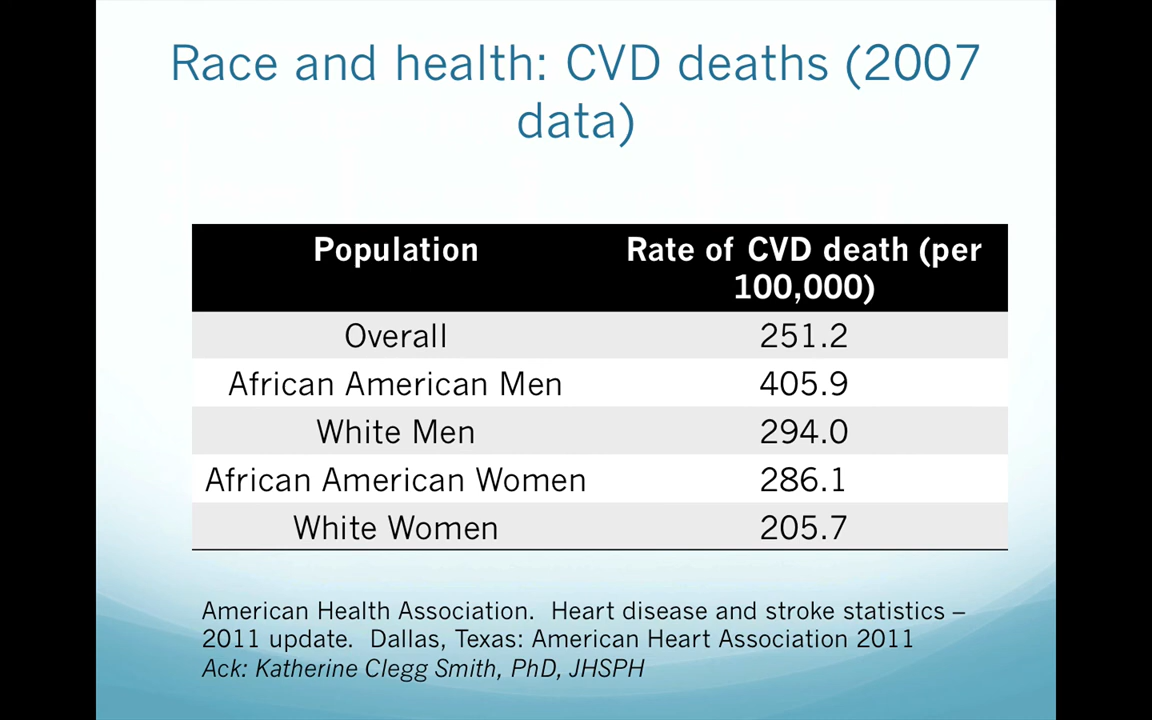 Race and health: CVD deaths (2007
data)
Population
Rate of CVD death (per
100,000)
Overall 251.2
African American Men 405.9
White Men 294.0
African American Women 286.1
White Women 205.7
American Health Association. Heart disease and stroke statistics –
2011 update. Dallas, Texas: American Heart Association 2011
Ack: Katherine Clegg Smith, PhD, JHSPH